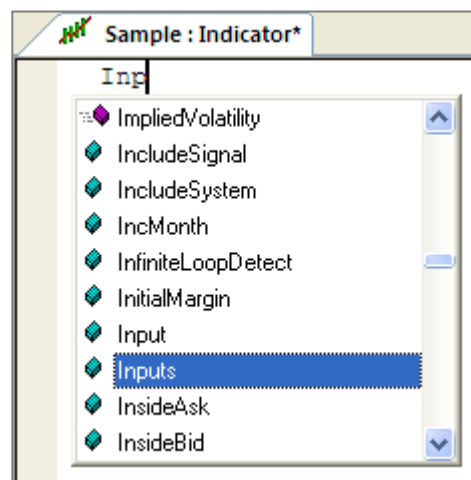 Sample : Indicator*
Inp
ImpliedVolatility
IncludeSignal
IncludeSystem
IncMonth
InfiniteLoopDetect
InitialMargin
Input
Inputs
InsideAsk
InsideBid